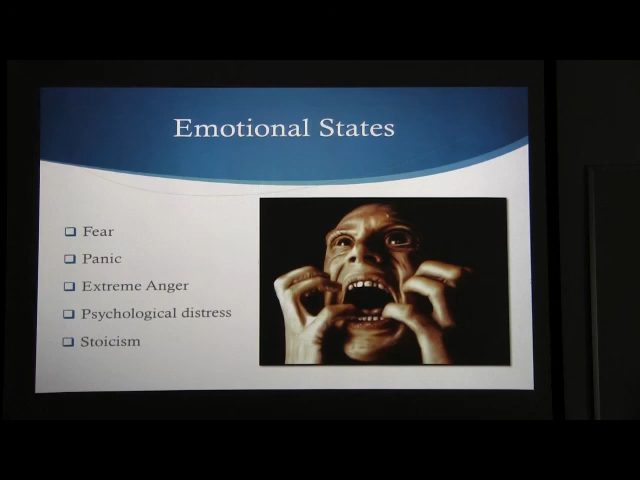 Emotional States
Fear
Panic
Extreme Anger
Psychological distress
Stoicism